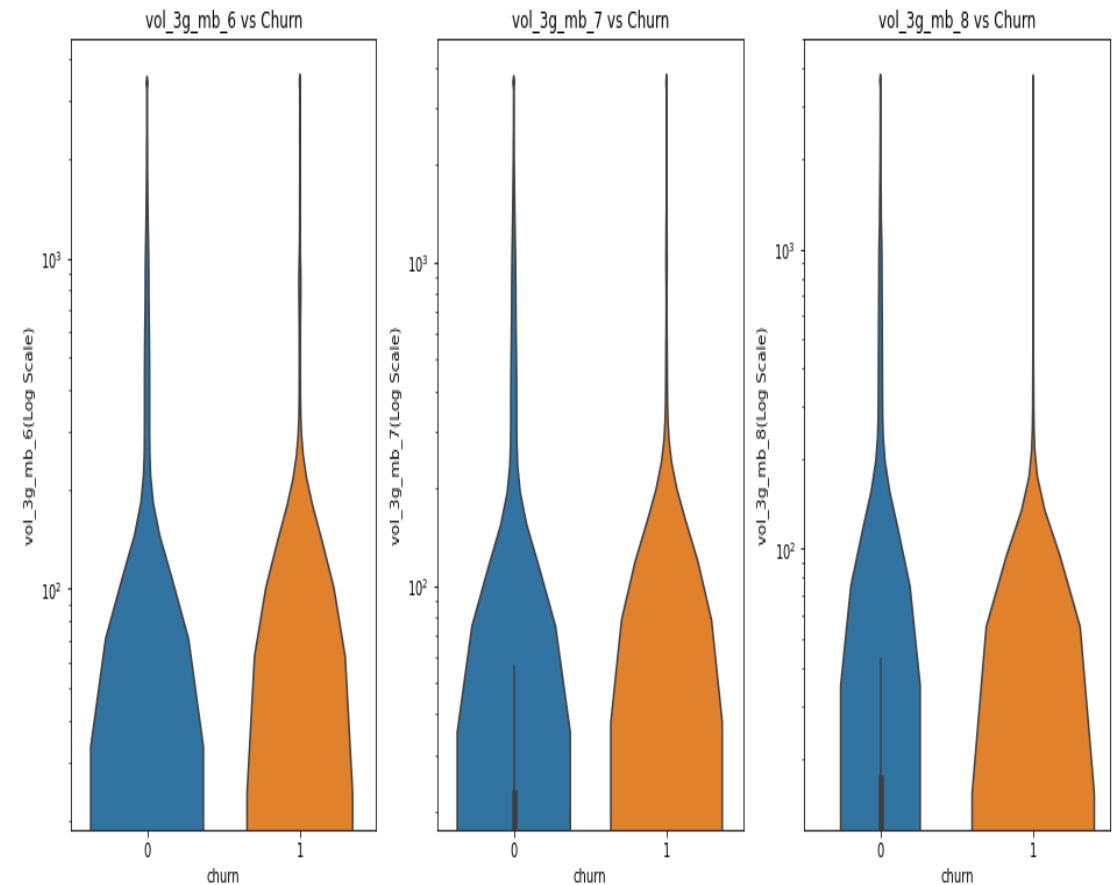 vol_3g_mb_6 vs Churn
vol_3g_mb_7 vs Churn
vol_3g_mb_8 vs Churn
vol_3g_mb_6(Log Scale)
10³
10²
0
1
churn
vol_3g_mb_7(Log Scale)
10³
10²
0
1
churn
vol_3g_mb_8(Log Scale)
10³
10²
0
1
churn